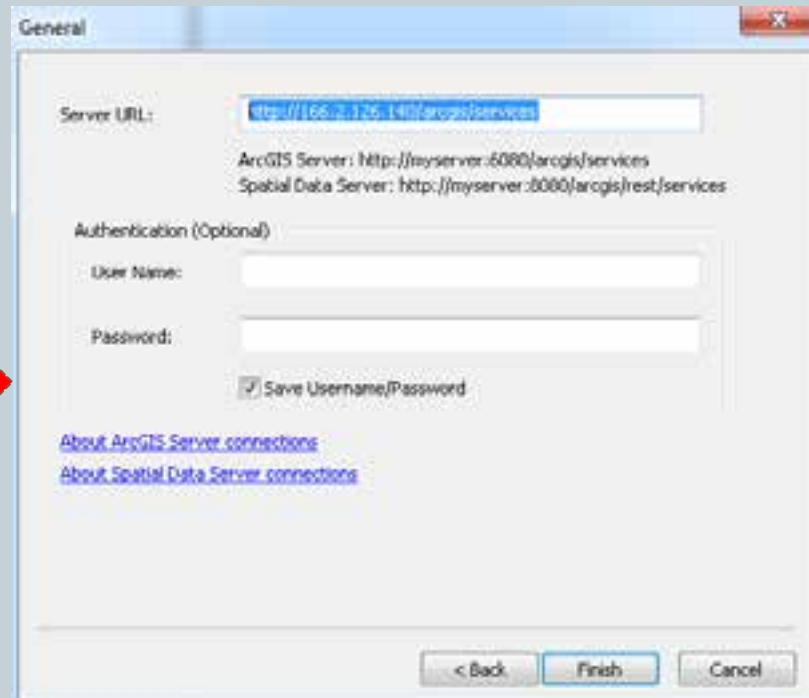 General
Server URL: http://166.2.126.140/arcgis/services
ArcGIS Server: http://myserver:6080/arcgis/services
Spatial Data Server: http://myserver:8080/arcgis/rest/services
Authentication (Optional)
User Name:
Password:
Save Username/Password
About ArcGIS Server connections
About Spatial Data Server connections
< Back Finish Cancel